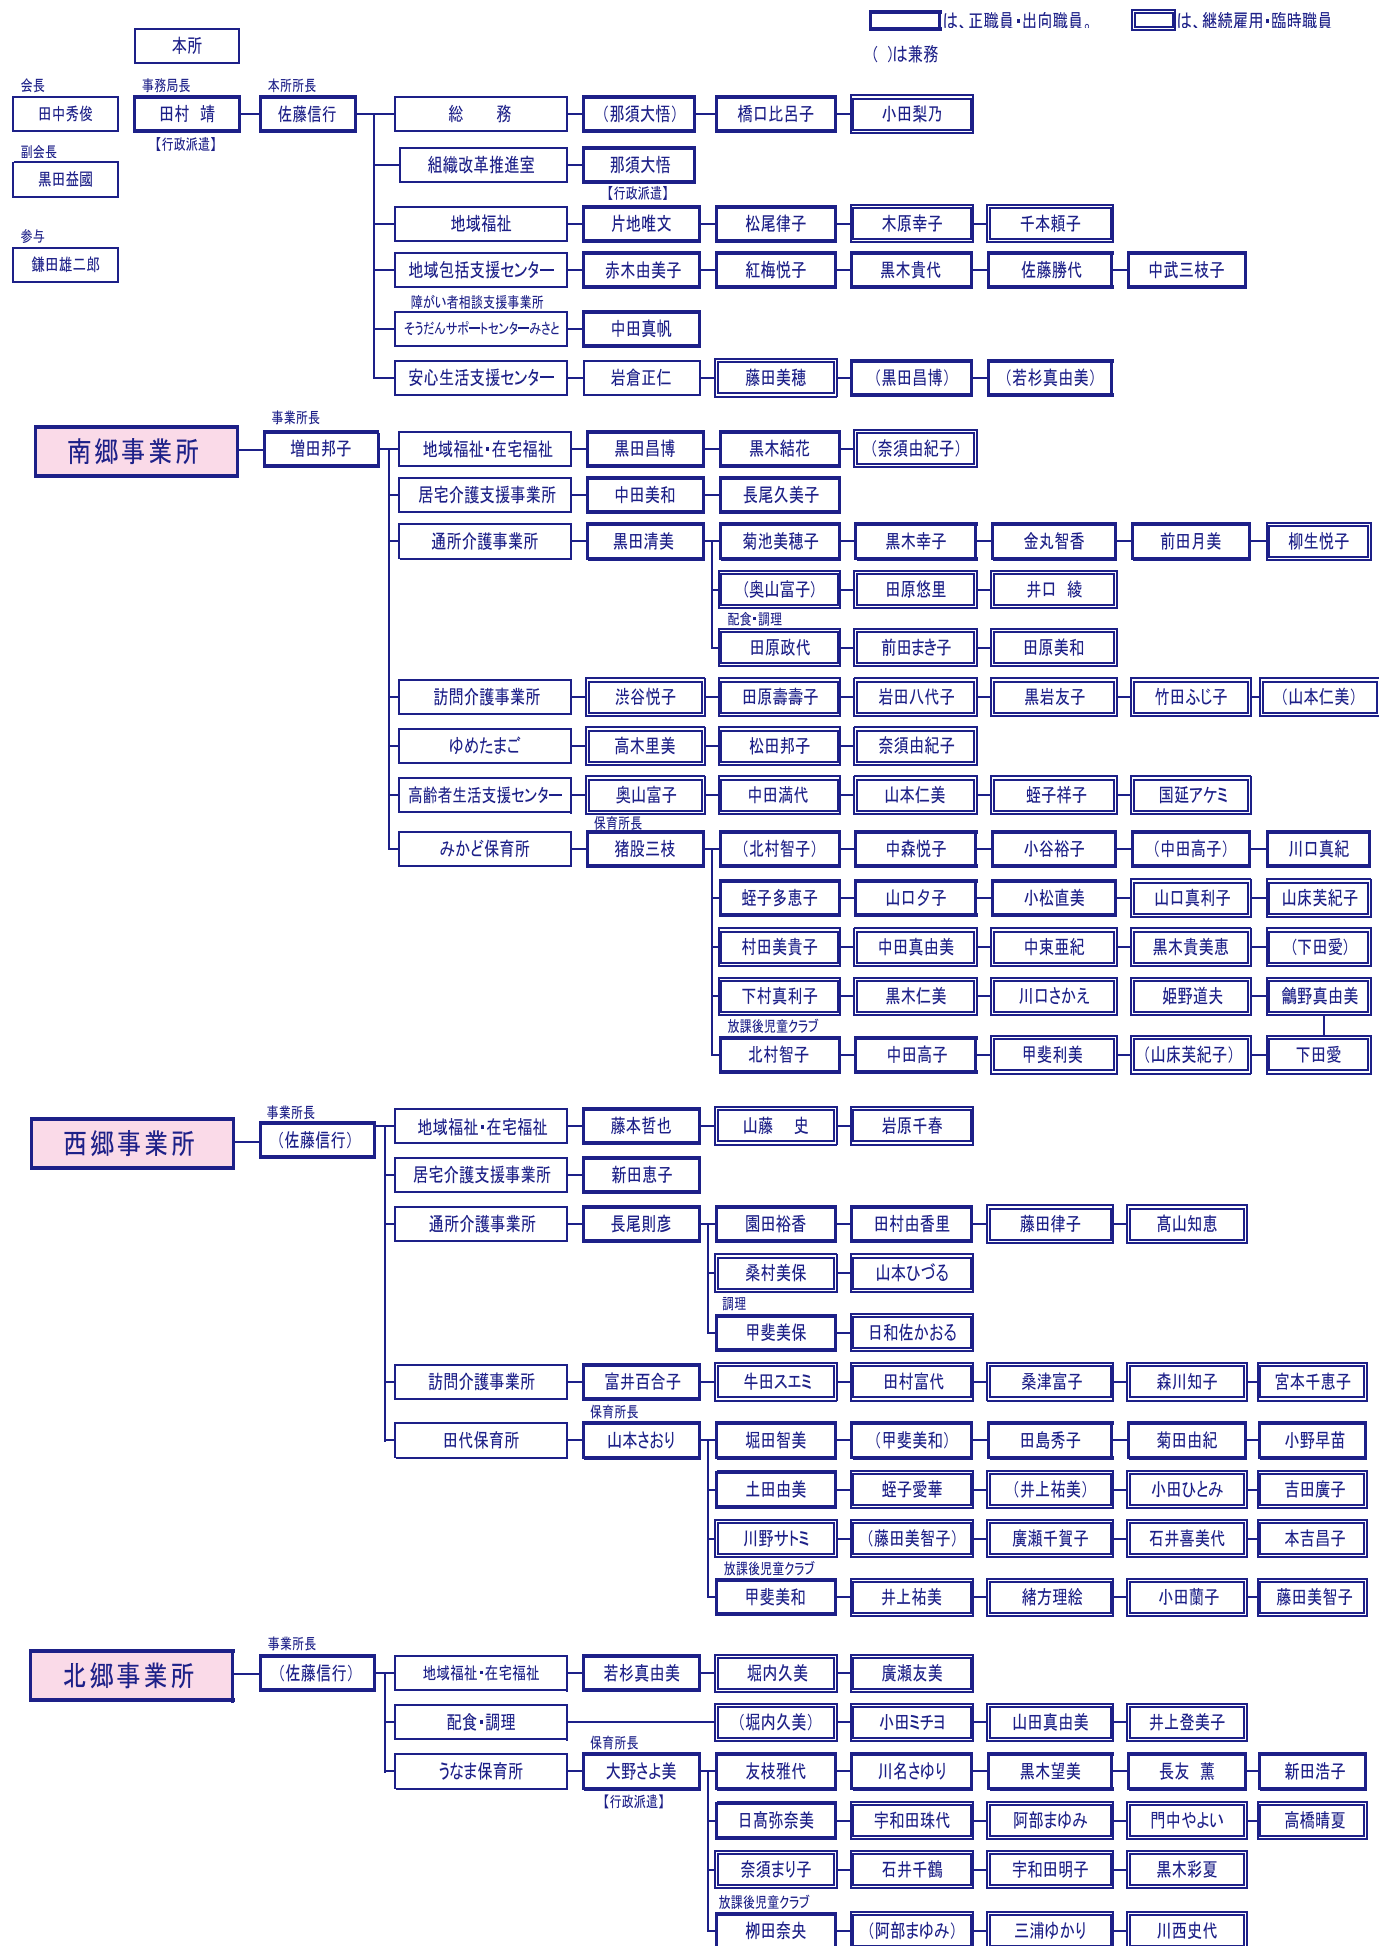 は、正職員・出向職員。 は、継続雇用・臨時職員
( )は兼務
本所
会長 事務局長 本所所長
田中秀俊 田村 靖 佐藤信行 総 務 (那須大悟) 橋口比呂子 小田梨乃
【行政派遣】
副会長
黒田益國 組織改革推進室 那須大悟
【行政派遣】
参与
地域福祉 片地唯文 松尾律子 木原幸子 千本頼子
鎌田雄二郎 地域包括支援センター 赤木由美子 紅梅悦子 黒木貴代 佐藤勝代 中武三枝子
障がい者相談支援事業所
そうだんサポートセンターみさと 中田真帆
安心生活支援センター 岩倉正仁 藤田美穂 (黒田昌博) (若杉真由美)
事業所長
南郷事業所 増田邦子 地域福祉・在宅福祉 黒田昌博 黒木結花 (奈須由紀子)
居宅介護支援事業所 中田美和 長尾久美子
通所介護事業所 黒田清美 菊池美穂子 黒木幸子 金丸智香 前田月美 柳生悦子
(奥山富子) 田原悠里 井口 綾
配食・調理
田原政代 前田まき子 田原美和
訪問介護事業所 渋谷悦子 田原壽壽子 岩田八代子 黒岩友子 竹田ふじ子 (山本仁美)
ゆめたまご 高木里美 松田邦子 奈須由紀子
高齢者生活支援センター 奥山富子 中田満代 山本仁美 蛭子祥子 国延アケミ
保育所長
みかど保育所 猪股三枝 (北村智子) 中森悦子 小谷裕子 (中田高子) 川口真紀
蛭子多恵子 山口夕子 小松直美 山口真利子 山床芙紀子
村田美貴子 中田真由美 中束亜紀 黒木貴美恵 (下田愛)
下村真利子 黒木仁美 川口さかえ 姫野道夫 鸙野真由美
放課後児童クラブ
北村智子 中田高子 甲斐利美 (山床芙紀子) 下田愛
事業所長
西郷事業所 (佐藤信行) 地域福祉・在宅福祉 藤本哲也 山藤 史 岩原千春
居宅介護支援事業所 新田恵子
通所介護事業所 長尾則彦 園田裕香 田村由香里 藤田律子 髙山知恵
桑村美保 山本ひづる
調理
甲斐美保 日和佐かおる
訪問介護事業所 富井百合子 牛田スエミ 田村富代 桑津富子 森川知子 宮本千恵子
保育所長
田代保育所 山本さおり 堀田智美 (甲斐美和) 田島秀子 菊田由紀 小野早苗
土田由美 蛭子愛華 (井上祐美) 小田ひとみ 吉田廣子
川野サトミ (藤田美智子) 廣瀬千賀子 石井喜美代 本吉昌子
放課後児童クラブ
甲斐美和 井上祐美 緒方理絵 小田蘭子 藤田美智子
事業所長
北郷事業所 (佐藤信行) 地域福祉・在宅福祉 若杉真由美 堀内久美 廣瀬友美
配食・調理 (堀内久美) 小田ミチヨ 山田真由美 井上登美子
保育所長
うなま保育所 大野さよ美 友枝雅代 川名さゆり 黒木望美 長友 薫 新田浩子
【行政派遣】
日髙弥奈美 宇和田珠代 阿部まゆみ 門中やよい 高橋晴夏
奈須まり子 石井千鶴 宇和田明子 黒木彩夏
放課後児童クラブ
栁田奈央 (阿部まゆみ) 三浦ゆかり 川西史代